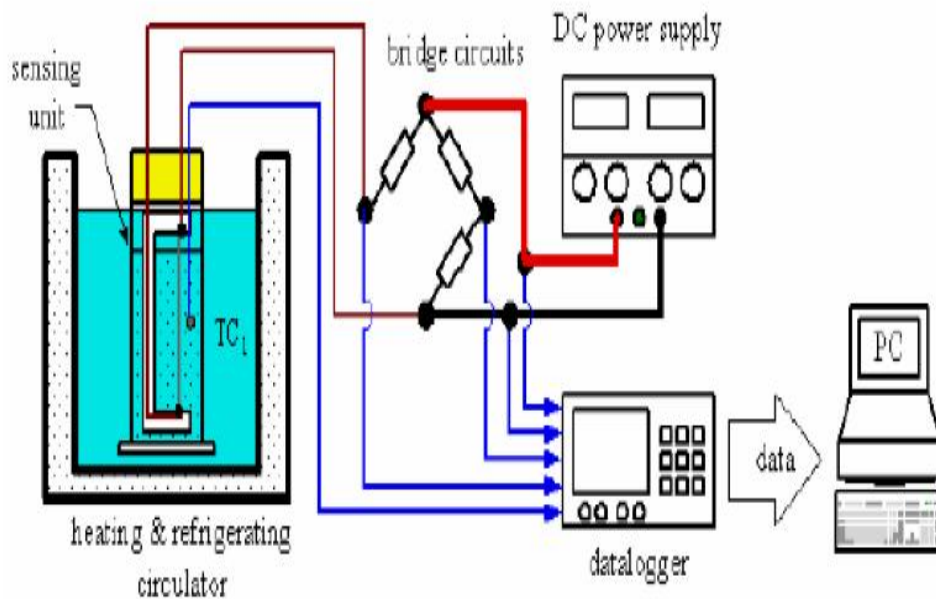 DC power supply
bridge circuits
sensing
unit
TC1
PC
data
heating & refrigerating
circulator
datalogger